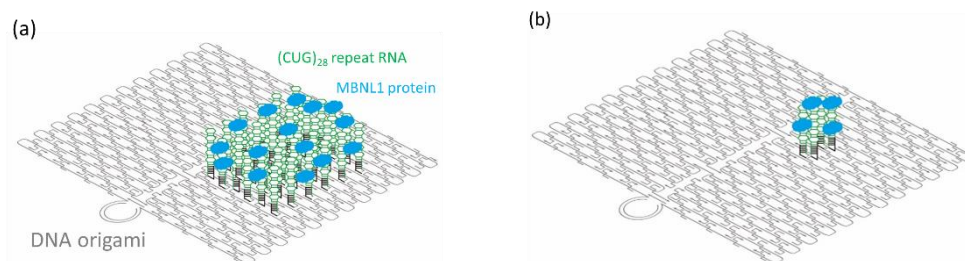 (a)
(CUG)₂₈ repeat RNA
MBNL1 protein
DNA origami
(b)